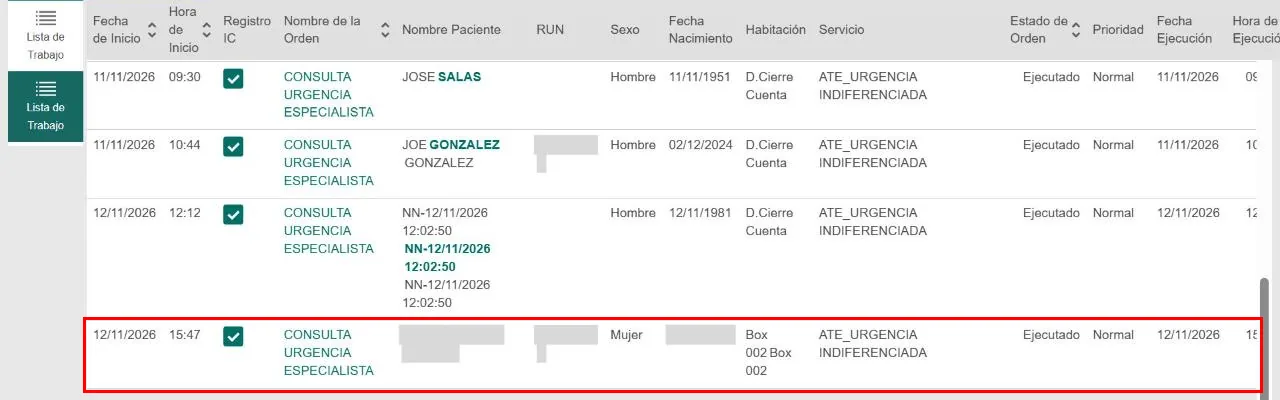 Lista de
Trabajo
Lista de
Trabajo
Fecha de Inicio Hora de Inicio Registro IC Nombre de la Orden Nombre Paciente RUN Sexo Fecha Nacimiento Habitación Servicio Estado de Orden Prioridad Fecha Ejecución Hora de
11/11/2026 09:30 CONSULTA JOSE SALAS Hombre 11/11/1951 D.Cierre ATE_URGENCIA Ejecutado Normal 11/11/2026 09
URGENCIA Cuenta INDIFERENCIADA
ESPECIALISTA
11/11/2026 10:44 CONSULTA JOE GONZALEZ Hombre 02/12/2024 D.Cierre ATE_URGENCIA Ejecutado Normal 11/11/2026 10
URGENCIA GONZALEZ Cuenta INDIFERENCIADA
ESPECIALISTA
12/11/2026 12:12 CONSULTA NN-12/11/2026 Hombre 12/11/1981 D.Cierre ATE_URGENCIA Ejecutado Normal 12/11/2026 12
URGENCIA 12:02:50 Cuenta INDIFERENCIADA
ESPECIALISTA NN-12/11/2026
12:02:50
NN-12/11/2026
12:02:50
12/11/2026 15:47 CONSULTA Mujer Box ATE_URGENCIA Ejecutado Normal 12/11/2026 15
URGENCIA 002 Box INDIFERENCIADA
ESPECIALISTA 002